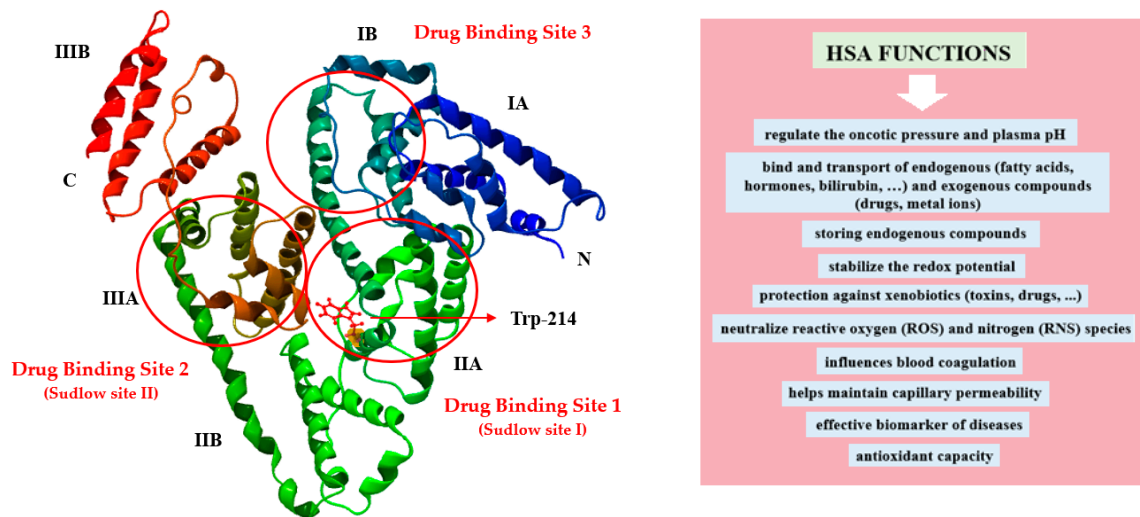 IIIB
IB
Drug Binding Site 3
IA
C
N
IIIA
Trp-214
Drug Binding Site 2
(Sudlow site II)
IIA
Drug Binding Site 1
(Sudlow site I)
IIB
HSA FUNCTIONS
regulate the oncotic pressure and plasma pH
bind and transport of endogenous (fatty acids,
hormones, bilirubin, …) and exogenous compounds
(drugs, metal ions)
storing endogenous compounds
stabilize the redox potential
protection against xenobiotics (toxins, drugs, ...)
neutralize reactive oxygen (ROS) and nitrogen (RNS) species
influences blood coagulation
helps maintain capillary permeability
effective biomarker of diseases
antioxidant capacity